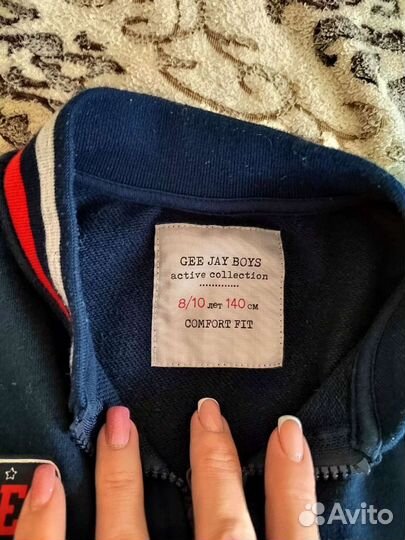 GEE JAY BOYS
active collection
8/10 лет 140 см
COMFORT FIT
E
Avito